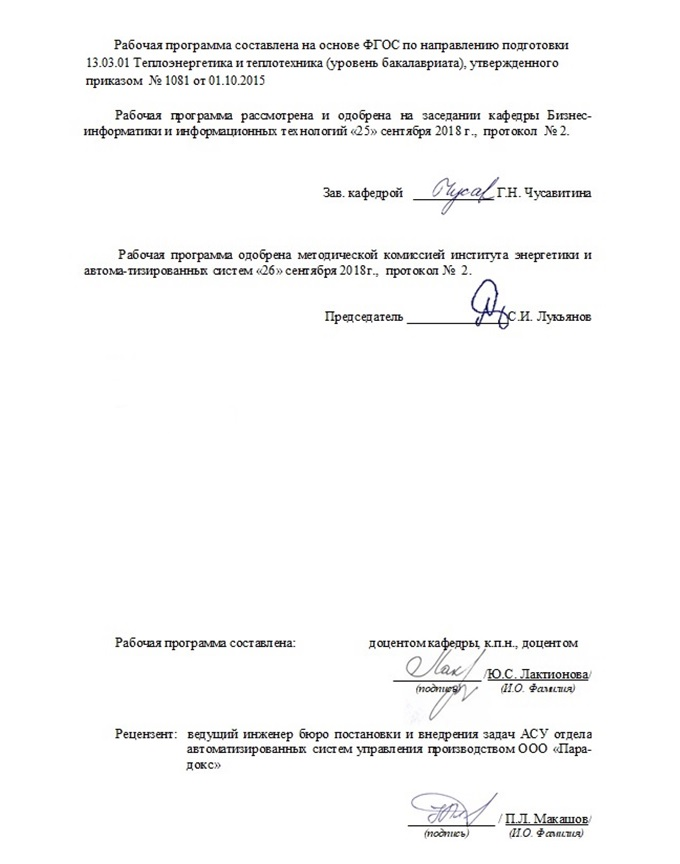 Рабочая программа составлена на основе ФГОС по направлению подготовки
13.03.01 Теплоэнергетика и теплотехника (уровень бакалавриата), утвержденного
приказом № 1081 от 01.10.2015
Рабочая программа рассмотрена и одобрена на заседании кафедры Бизнес-
информатики и информационных технологий «25» сентября 2018 г., протокол № 2.
Зав. кафедрой Чусав Г.Н. Чусавитина
Рабочая программа одобрена методической комиссией института энергетики и
автома-тизированных систем «26» сентября 2018г., протокол № 2.
Председатель С.И. Лукьянов
Рабочая программа составлена: доцентом кафедры, к.п.н., доцентом
Лак /Ю.С. Лактионова/
(подпись) (И.О. Фамилия)
Рецензент: ведущий инженер бюро постановки и внедрения задач АСУ отдела
автоматизированных систем управления производством ООО «Пара-
докс»
/ П.Л. Макашов/
(подпись) (И.О. Фамилия)